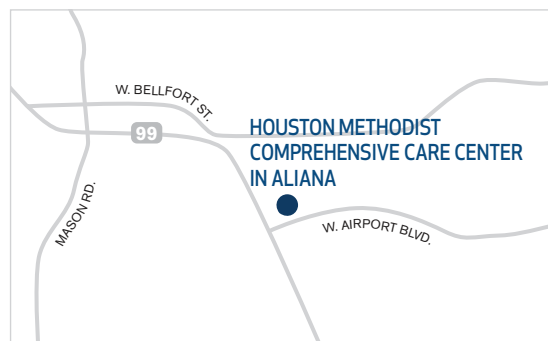 W. BELLFORT ST.
99
HOUSTON METHODIST
COMPREHENSIVE CARE CENTER
IN ALIANA
MASON RD.
W. AIRPORT BLVD.